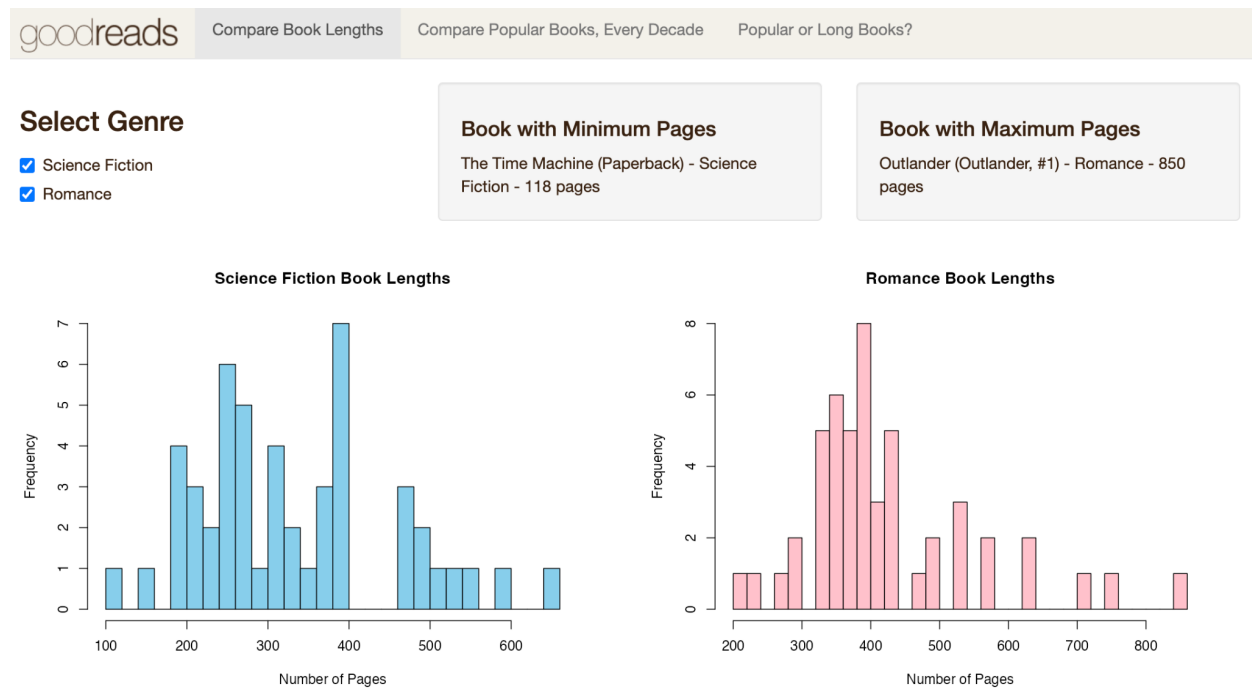 goodreads Compare Book Lengths Compare Popular Books, Every Decade Popular or Long Books?
Select Genre
Science Fiction
Romance
Book with Minimum Pages
The Time Machine (Paperback) - Science
Fiction - 118 pages
Book with Maximum Pages
Outlander (Outlander, #1) - Romance - 850
pages
Science Fiction Book Lengths
Frequency
7
6
5
4
3
2
1
0
100 200 300 400 500 600
Number of Pages
Romance Book Lengths
Frequency
8
6
4
2
0
200 300 400 500 600 700 800
Number of Pages